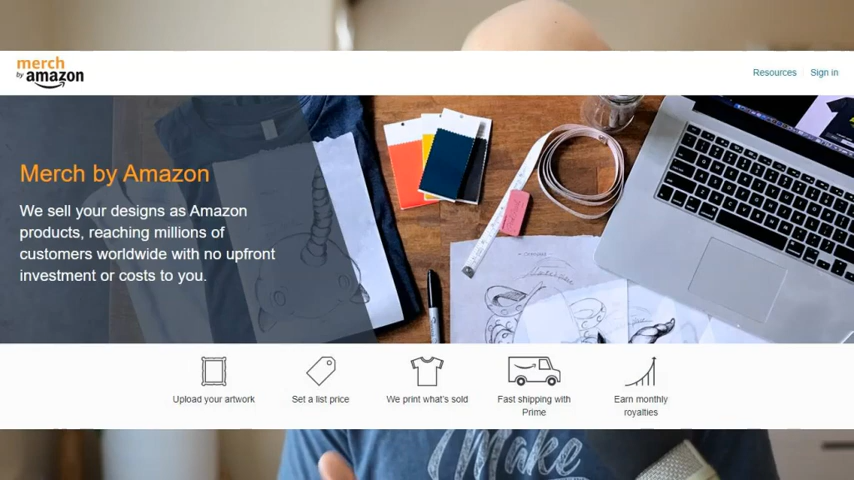 merch
by amazon
Resources
Sign in
Merch by Amazon
We sell your designs as Amazon
products, reaching millions of
customers worldwide with no upfront
investment or costs to you.
Upload your artwork
Set a list price
We print what's sold
Fast shipping with
Prime
Earn monthly
royalties
Make